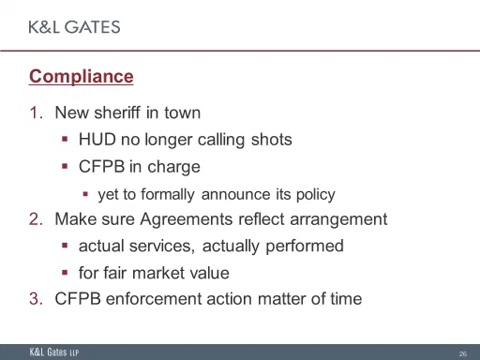 K&L GATES
Compliance
1. New sheriff in town
▪ HUD no longer calling shots
▪ CFPB in charge
▪ yet to formally announce its policy
2. Make sure Agreements reflect arrangement
▪ actual services, actually performed
▪ for fair market value
3. CFPB enforcement action matter of time
K&L Gates LLP
26